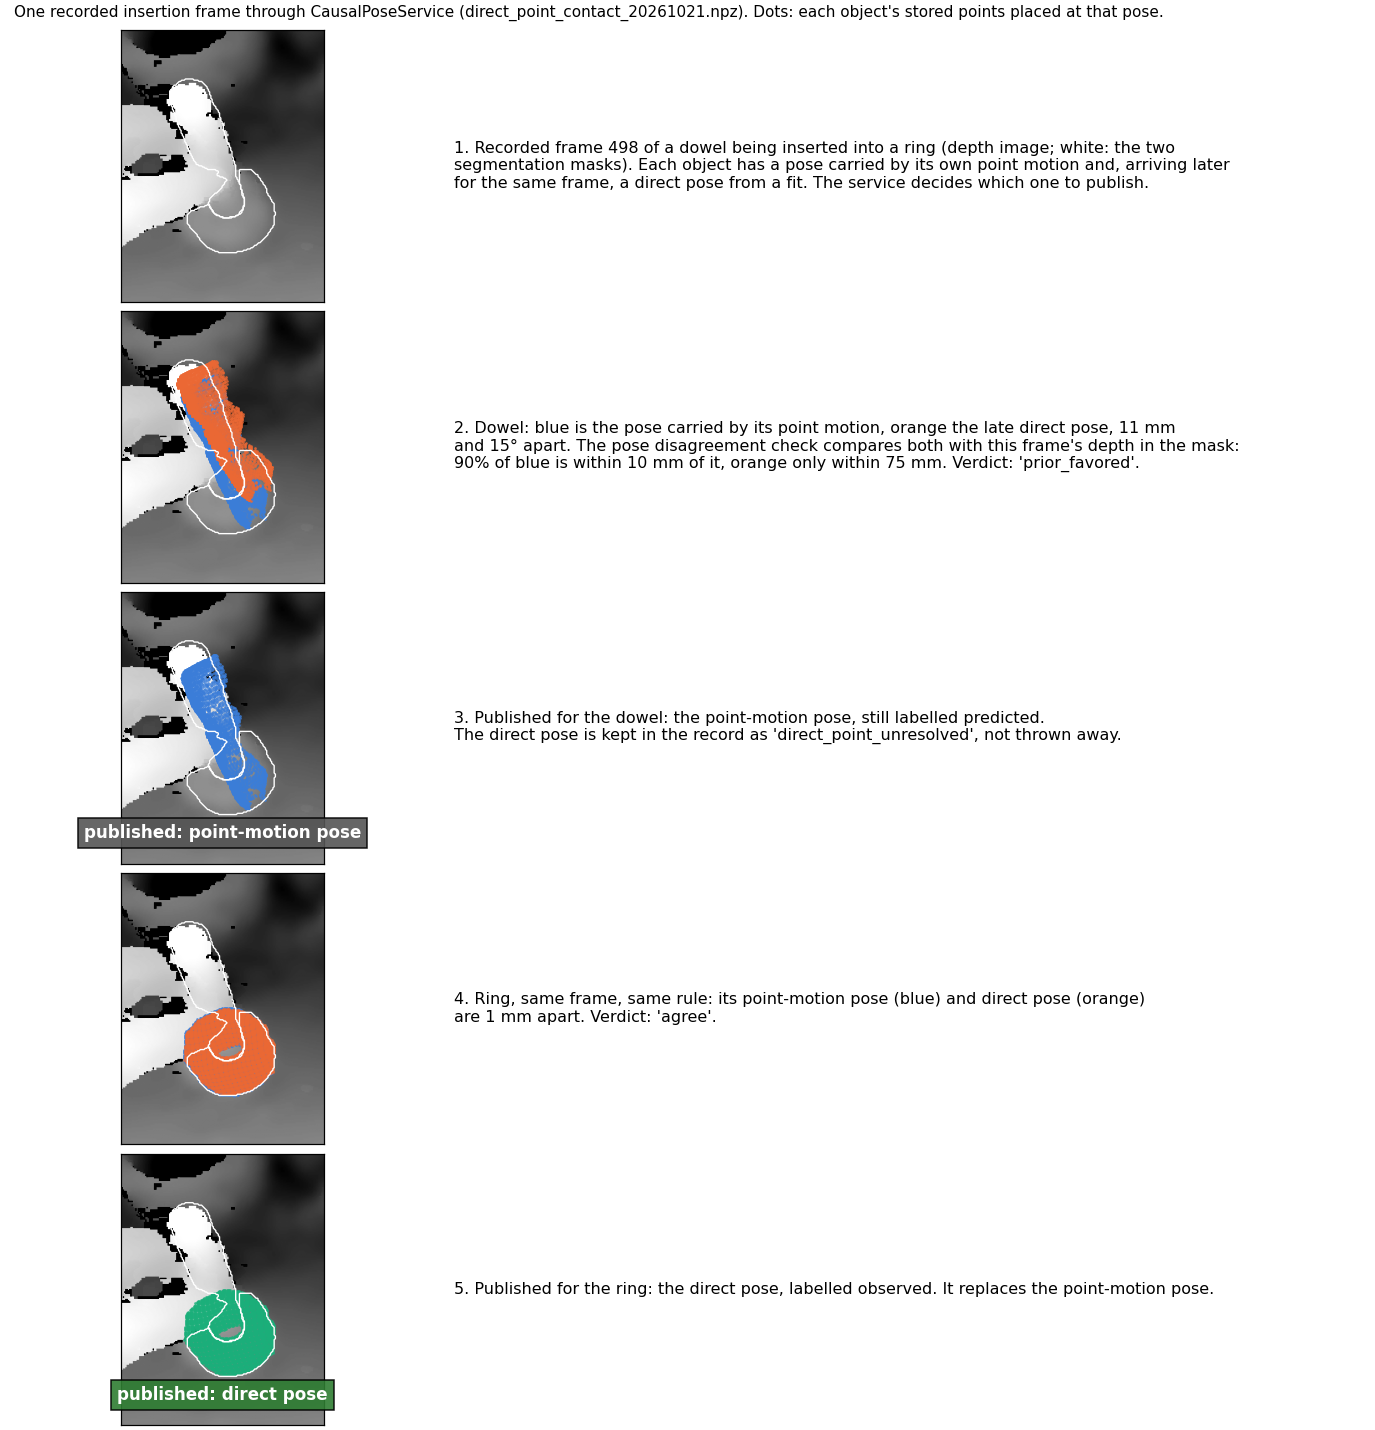 One recorded insertion frame through CausalPoseService (direct_point_contact_20261021.npz). Dots: each object's stored points placed at that pose.
1. Recorded frame 498 of a dowel being inserted into a ring (depth image; white: the two
segmentation masks). Each object has a pose carried by its own point motion and, arriving later
for the same frame, a direct pose from a fit. The service decides which one to publish.
2. Dowel: blue is the pose carried by its point motion, orange the late direct pose, 11 mm
and 15° apart. The pose disagreement check compares both with this frame's depth in the mask:
90% of blue is within 10 mm of it, orange only within 75 mm. Verdict: 'prior_favored'.
3. Published for the dowel: the point-motion pose, still labelled predicted.
The direct pose is kept in the record as 'direct_point_unresolved', not thrown away.
published: point-motion pose
4. Ring, same frame, same rule: its point-motion pose (blue) and direct pose (orange)
are 1 mm apart. Verdict: 'agree'.
5. Published for the ring: the direct pose, labelled observed. It replaces the point-motion pose.
published: direct pose